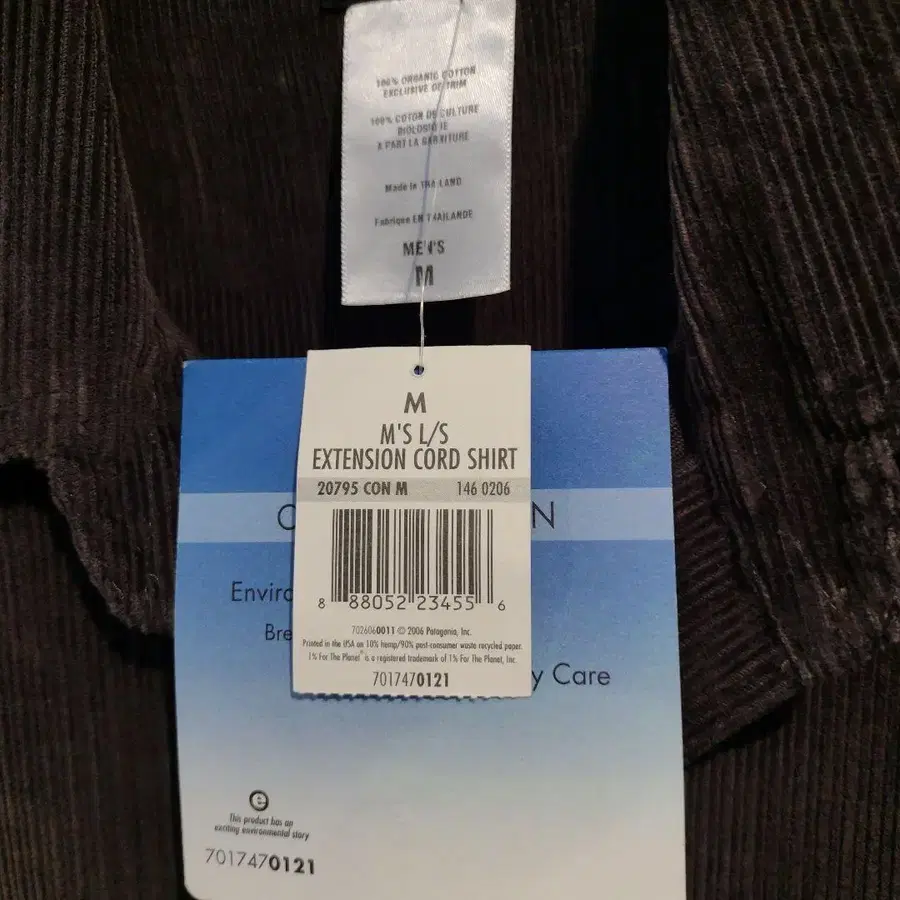 100% ORGANIC COTTON
EXCLUSIVE OF TRIM
100% COTON DE CULTURE
BIOLOGIQUE
A PART LA GARNITURE
Made in THAILAND
Fabrique EN THAILANDE
MEN'S
M
M
M'S L/S
EXTENSION CORD SHIRT
20795 CON M 146 0206
8 88052 23455 6
7026060011 © 2006 Patagonia, Inc.
Printed in the USA on 10% hemp/90% post-consumer waste recycled paper.
1% For The Planet® is a registered trademark of 1% For The Planet, Inc.
7017470121
N
Enviro
Bre
y Care
e
This product has an
exciting environmental story
7017470121